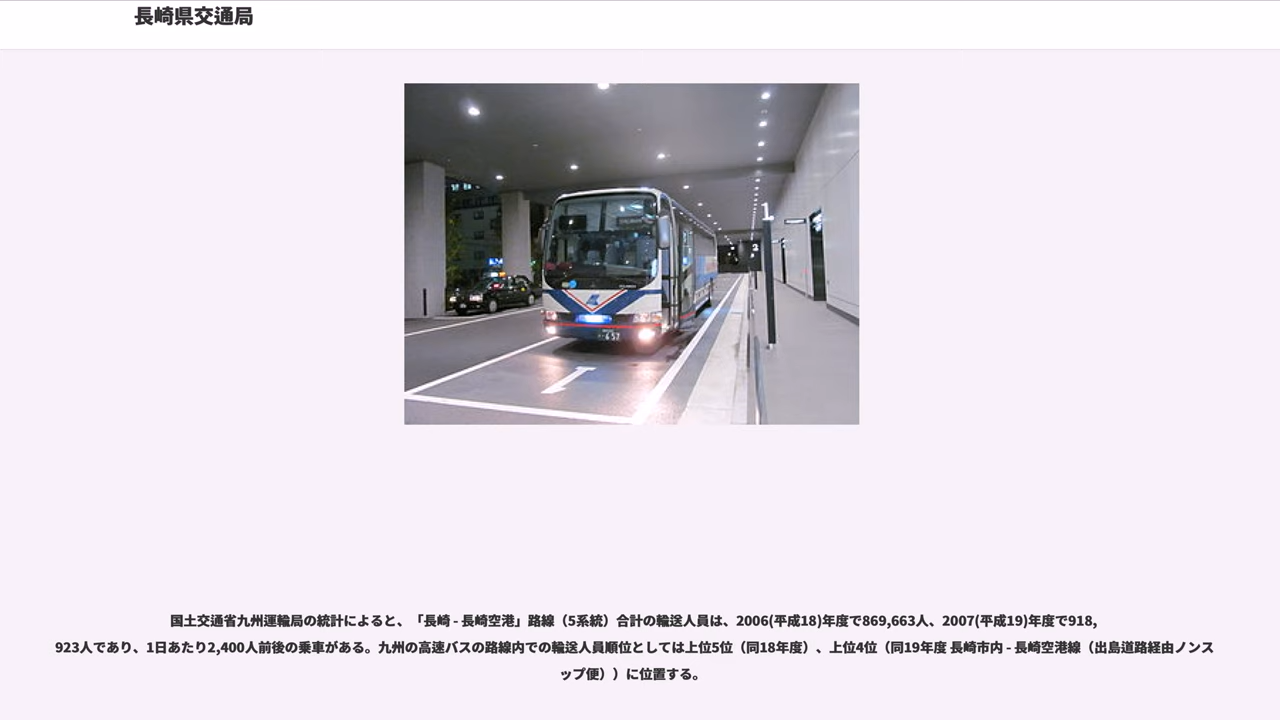 長崎県交通局
657
国土交通省九州運輸局の統計によると、「長崎 - 長崎空港」路線（5系統）合計の輸送人員は、2006(平成18)年度で869,663人、2007(平成19)年度で918,
923人であり、1日あたり2,400人前後の乗車がある。九州の高速バスの路線内での輸送人員順位としては上位5位（同18年度）、上位4位（同19年度 長崎市内 - 長崎空港線（出島道路経由ノンス
ップ便））に位置する。